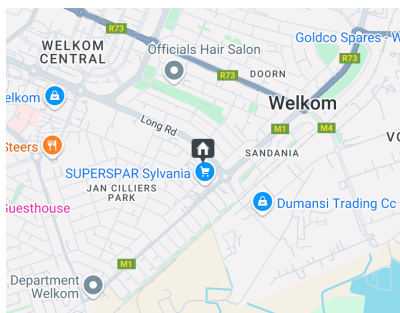 R73
Goldco Spares - W
WELKOM
CENTRAL
Officials Hair Salon
R73
DOORN
elkom
Welkom
Long Rd
M1
M4
Steers
SANDANIA
VO
SUPERSPAR Sylvania
JAN CILLIERS
PARK
Guesthouse
Dumansi Trading Cc
M1
Department
Welkom